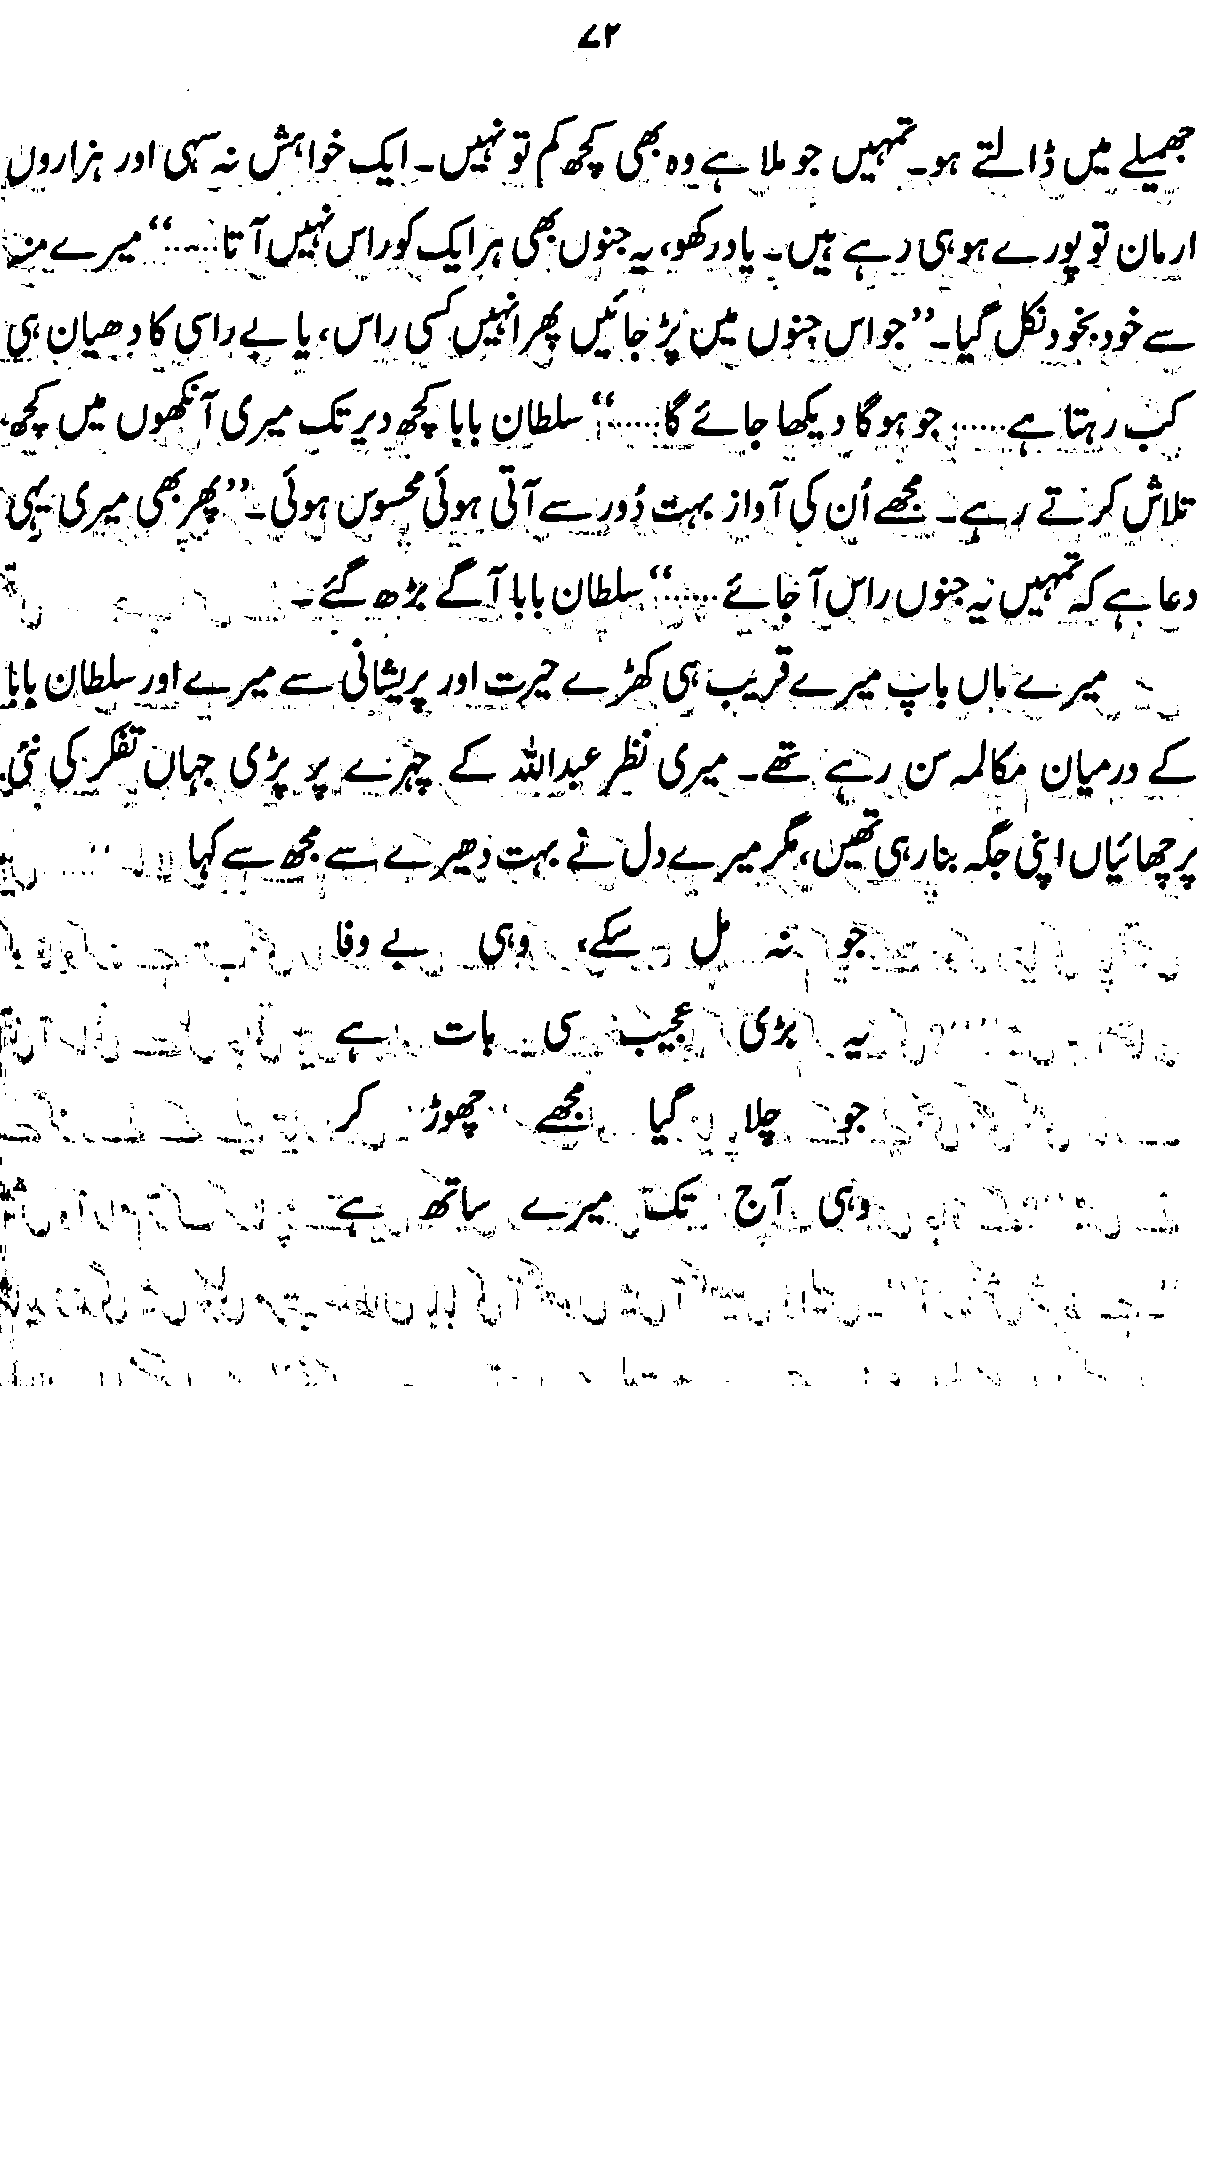 ۷۲
جھمیلے میں ڈالتے ہو۔ تمہیں جو ملا ہے وہ بھی کچھ کم تو نہیں۔ ایک خواہش نہ سہی اور ہزاروں
ارمان تو پورے ہو ہی رہے ہیں۔ یاد رکھو، یہ جنوں بھی ہر ایک کو راس نہیں آتا......“ میرے منہ
سے خود بخود نکل گیا۔ ”جو اس جنوں میں پڑ جائیں پھر انہیں کسی راس، یا بے راسی کا دھیان ہی
کب رہتا ہے...... جو ہو گا دیکھا جائے گا......“ سلطان بابا کچھ دیر تک میری آنکھوں میں کچھ
تلاش کرتے رہے۔ مجھے اُن کی آواز بہت دُور سے آتی ہوئی محسوس ہوئی۔ ”پھر بھی میری یہی
دعا ہے کہ تمہیں یہ جنوں راس آ جائے......“ سلطان بابا آگے بڑھ گئے۔
میرے ماں باپ میرے قریب ہی کھڑے حیرت اور پریشانی سے میرے اور سلطان بابا
کے درمیان مکالمہ سن رہے تھے۔ میری نظر عبداللہ کے چہرے پر پڑی جہاں تفکر کی نئی
پرچھائیاں اپنی جگہ بنا رہی تھیں، مگر میرے دل نے بہت دھیرے سے مجھ سے کہا
جو نہ مل سکے، وہی بے وفا
یہ بڑی عجیب سی بات ہے
جو چلا گیا مجھے چھوڑ کر
وہی آج تک میرے ساتھ ہے